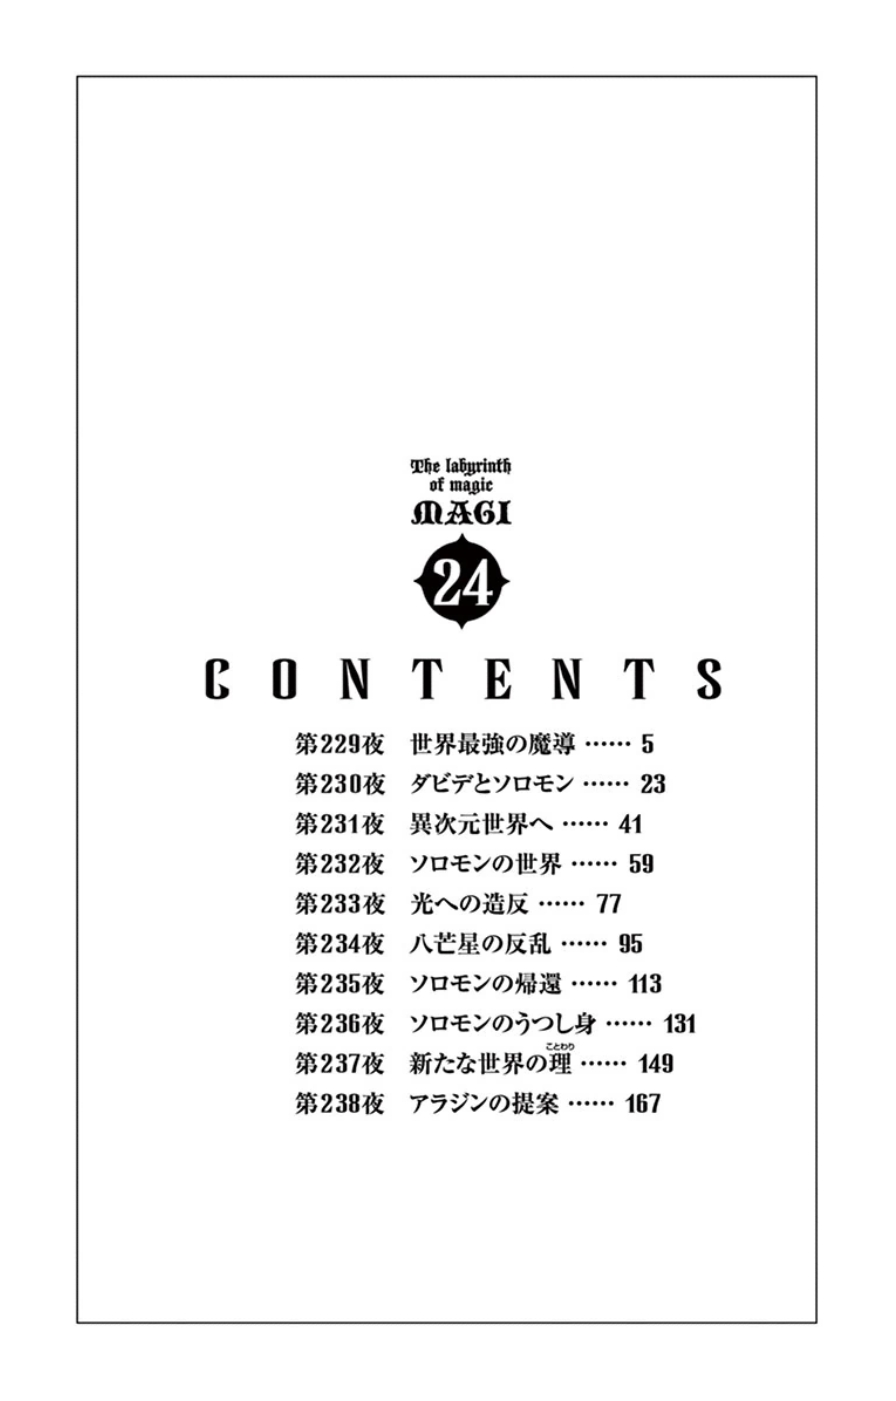 The labyrinth
of magic
MAGI
24
CONTENTS
第229夜 世界最強の魔導 …… 5
第230夜 ダビデとソロモン …… 23
第231夜 異次元世界へ …… 41
第232夜 ソロモンの世界 …… 59
第233夜 光への造反 …… 77
第234夜 八芒星の反乱 …… 95
第235夜 ソロモンの帰還 …… 113
第236夜 ソロモンのうつし身 …… 131
ことわり
第237夜 新たな世界の理 …… 149
第238夜 アラジンの提案 …… 167